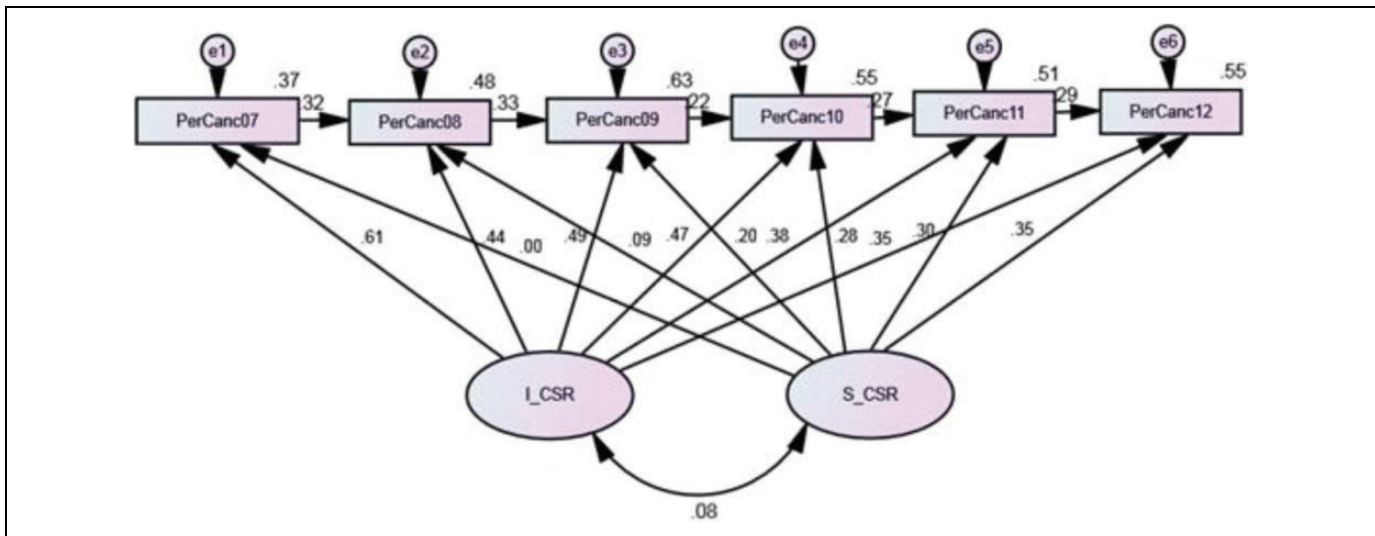 e1 e2 e3 e4 e5 e6
.37 .48 .63 .55 .51 .55
.32 .33 .22 .27 .29
PerCanc07 PerCanc08 PerCanc09 PerCanc10 PerCanc11 PerCanc12
.61 .44 .00 .49 .09 .47 .20 .38 .28 .35 .30 .35
I_CSR S_CSR
.08